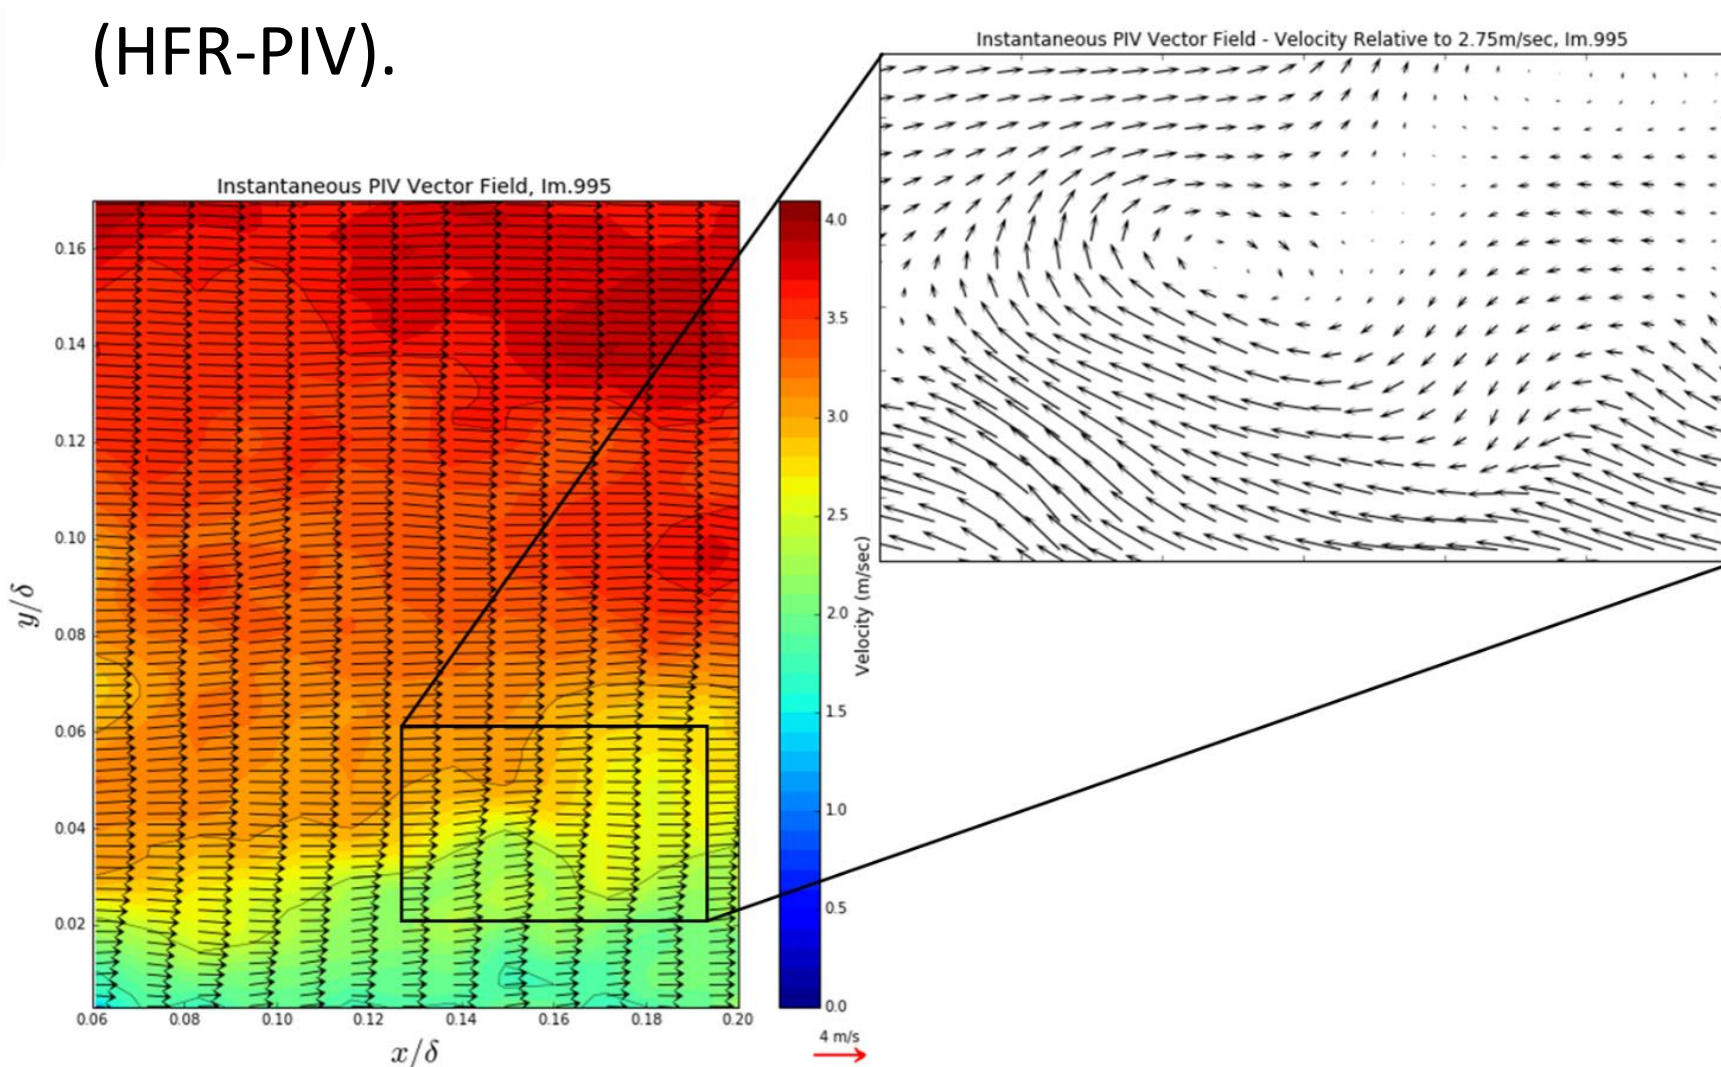 (HFR-PIV).
Instantaneous PIV Vector Field - Velocity Relative to 2.75m/sec, Im.995
Instantaneous PIV Vector Field, Im.995
0.16
0.14
0.12
0.10
0.08
0.06
0.04
0.02
y/δ
0.06 0.08 0.10 0.12 0.14 0.16 0.18 0.20
x/δ
4.0
3.5
3.0
2.5
2.0
1.5
1.0
0.5
0.0
Velocity (m/sec)
4 m/s